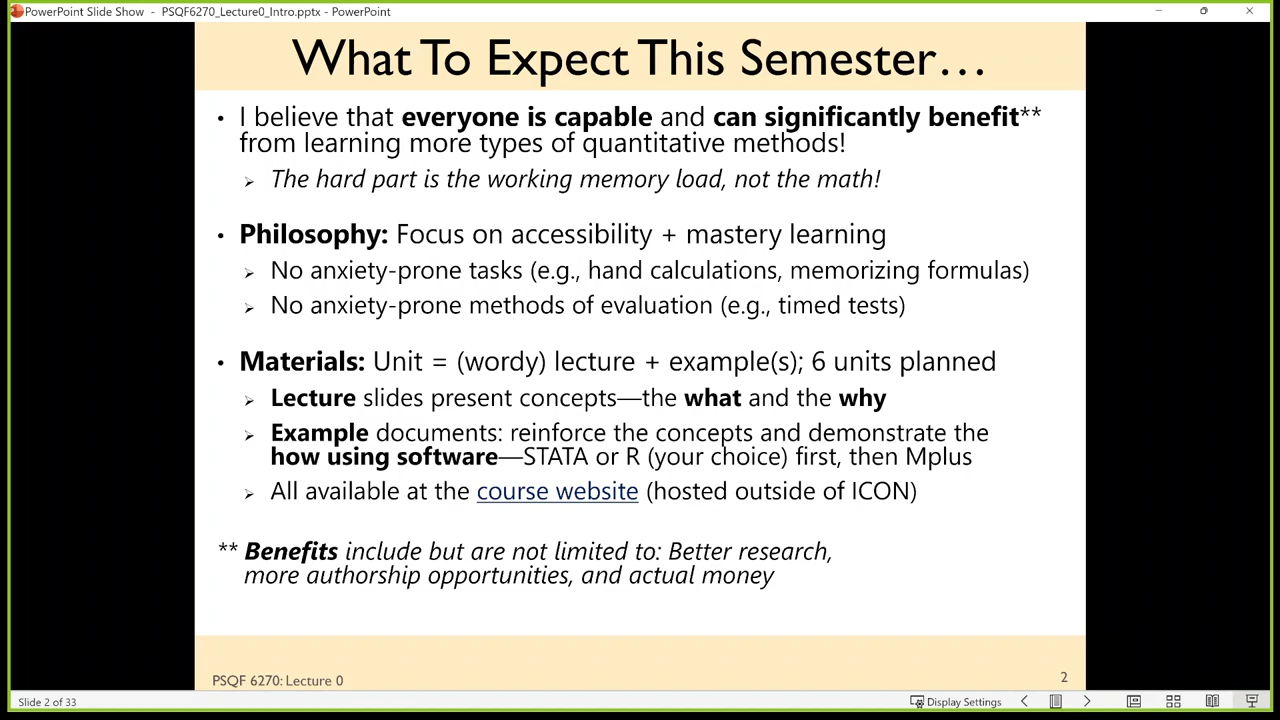 PowerPoint Slide Show - PSQF6270_Lecture0_Intro.pptx - PowerPoint
What To Expect This Semester…
• I believe that everyone is capable and can significantly benefit**
from learning more types of quantitative methods!
➢ The hard part is the working memory load, not the math!
• Philosophy: Focus on accessibility + mastery learning
➢ No anxiety-prone tasks (e.g., hand calculations, memorizing formulas)
➢ No anxiety-prone methods of evaluation (e.g., timed tests)
• Materials: Unit = (wordy) lecture + example(s); 6 units planned
➢ Lecture slides present concepts—the what and the why
➢ Example documents: reinforce the concepts and demonstrate the
how using software—STATA or R (your choice) first, then Mplus
➢ All available at the course website (hosted outside of ICON)
** Benefits include but are not limited to: Better research,
more authorship opportunities, and actual money
PSQF 6270: Lecture 0
2
Slide 2 of 33
Display Settings